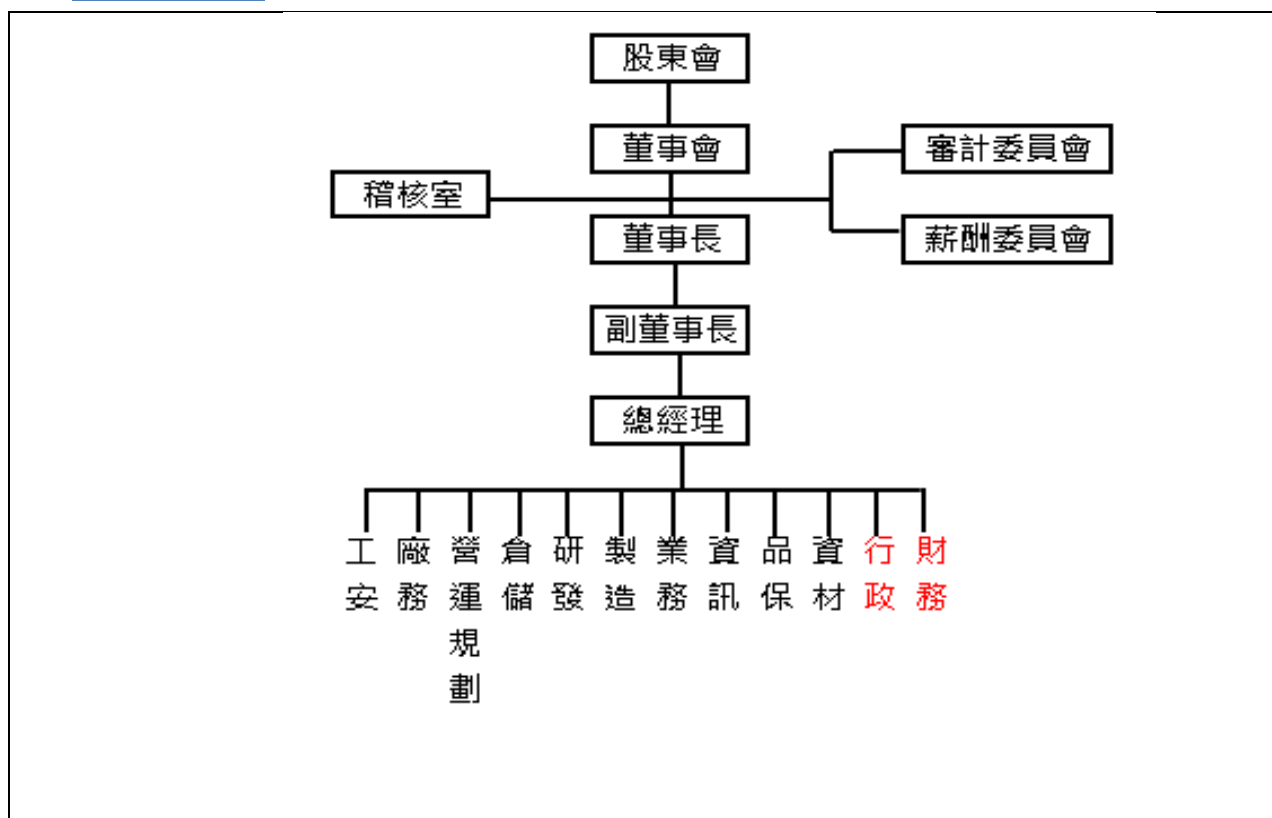 股東會
董事會
審計委員會
稽核室
董事長
薪酬委員會
副董事長
總經理
工安
廠務
營運規劃
倉儲
研發
製造
業務
資訊
品保
資材
行政
財務